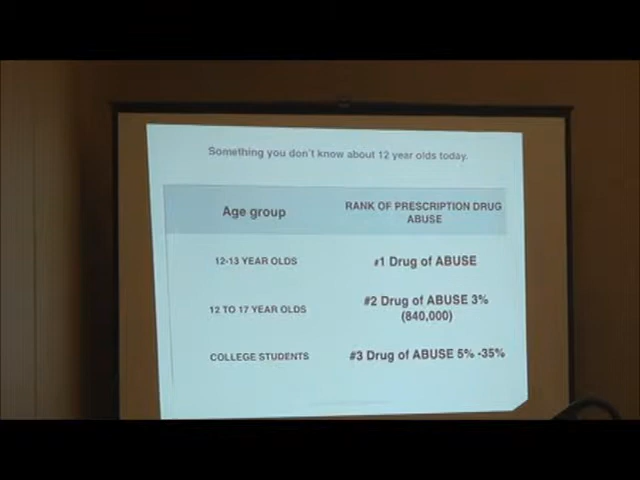 Something you don't know about 12 year olds today.
Age group
RANK OF PRESCRIPTION DRUG
ABUSE
12-13 YEAR OLDS
#1 Drug of ABUSE
12 TO 17 YEAR OLDS
#2 Drug of ABUSE 3%
(840,000)
COLLEGE STUDENTS
#3 Drug of ABUSE 5% -35%